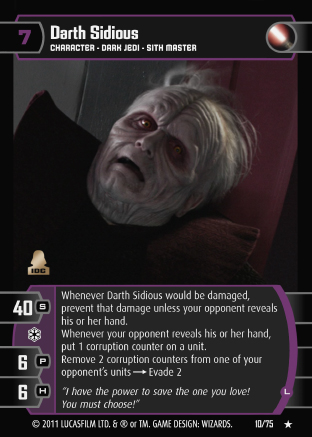 7 Darth Sidious
CHARACTER - DARK JEDI - SITH MASTER
IDC
40 S
6 P
6 H
Whenever Darth Sidious would be damaged,
prevent that damage unless your opponent reveals
his or her hand.
Whenever your opponent reveals his or her hand,
put 1 corruption counter on a unit.
Remove 2 corruption counters from one of your
opponent's units → Evade 2
"I have the power to save the one you love!
You must choose!"
L
© 2011 LUCASFILM LTD. & ® or TM. GAME DESIGN: WIZARDS. 10/75 ★